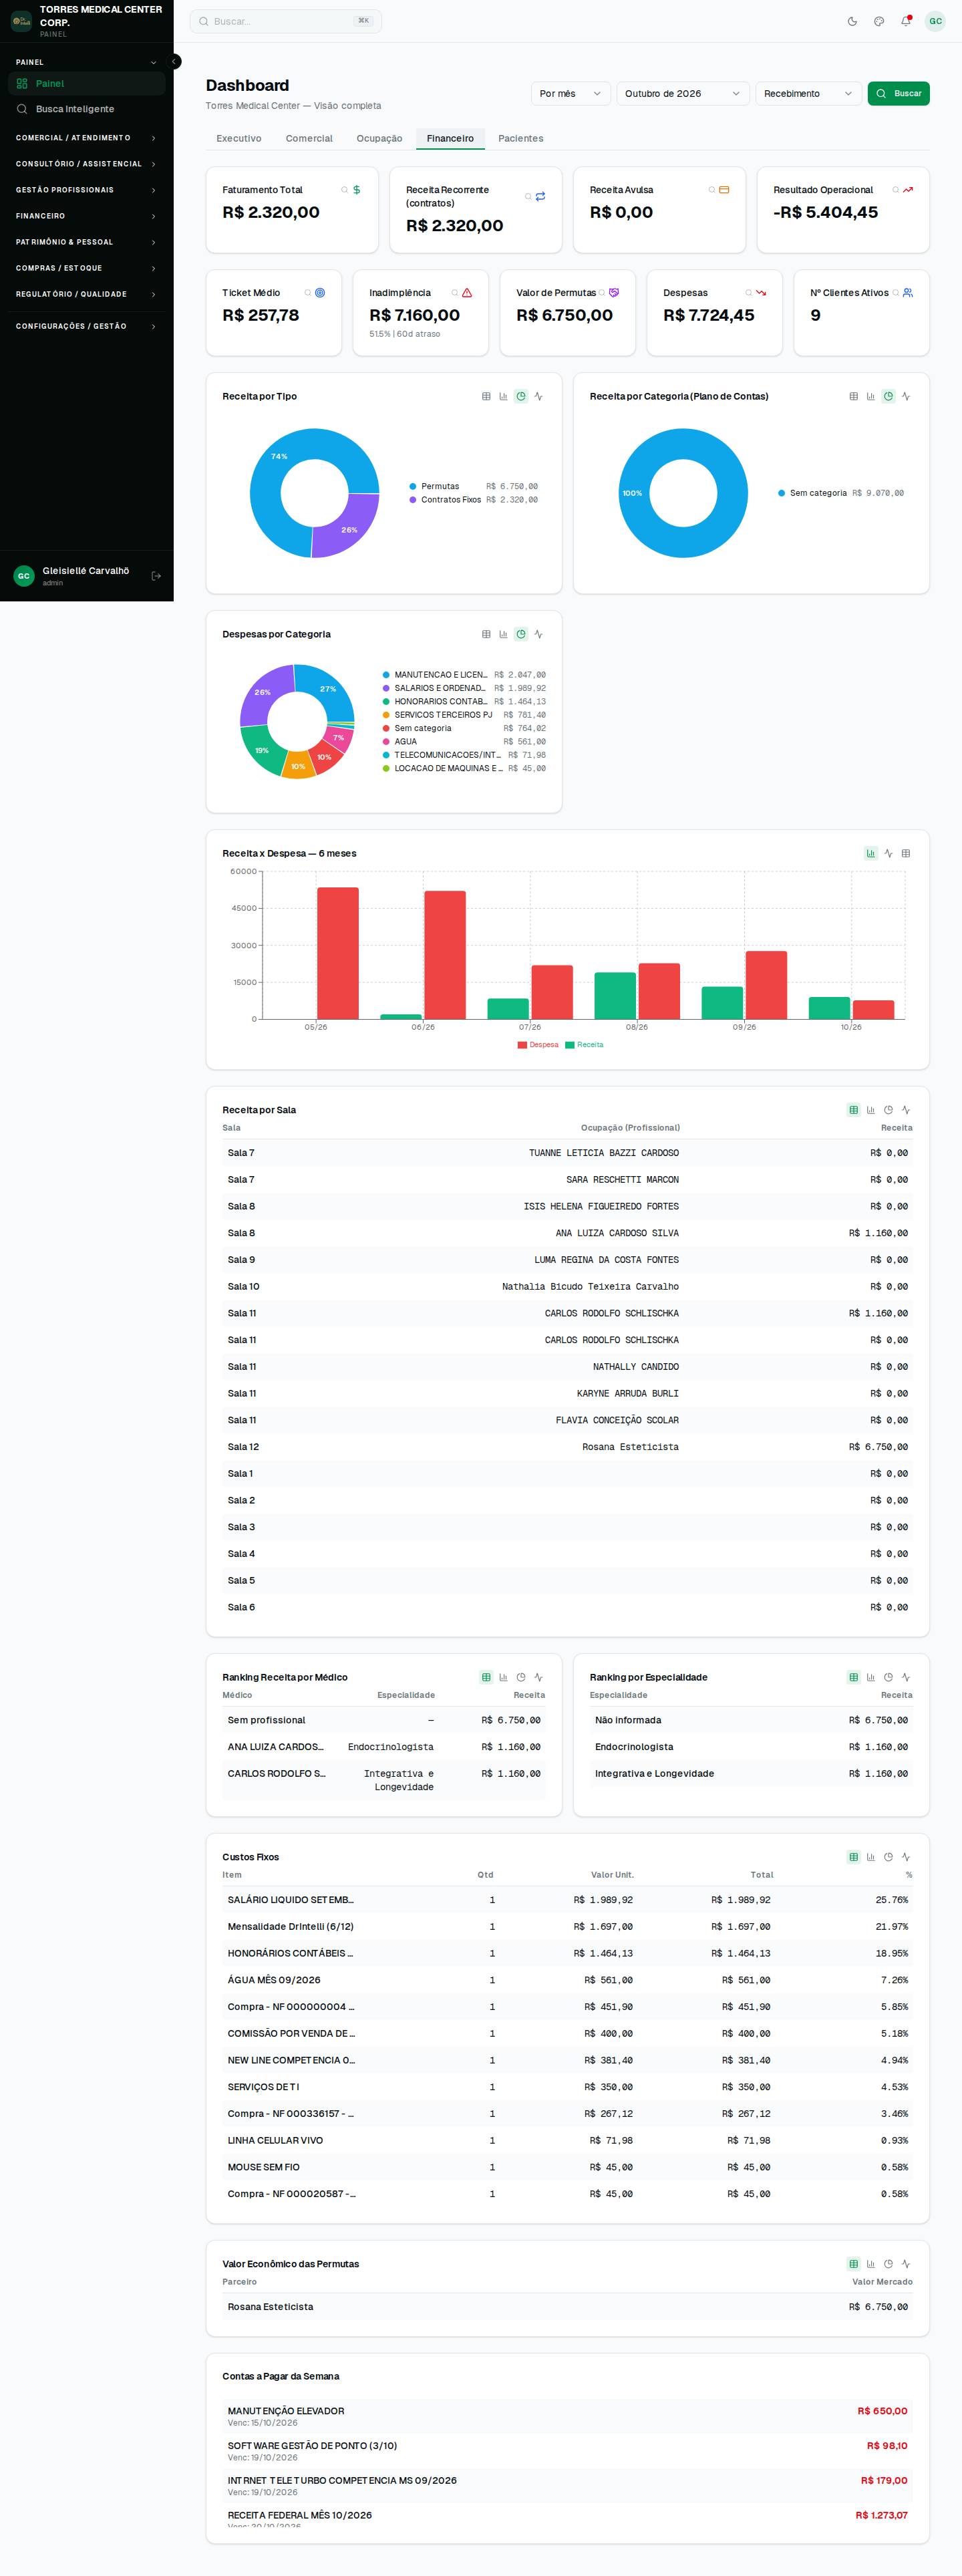 TORRES MEDICAL CENTER CORP.
PAINEL
Buscar...
⌘K
GC
PAINEL
Painel
Busca Inteligente
COMERCIAL / ATENDIMENTO
CONSULTÓRIO / ASSISTENCIAL
GESTÃO PROFISSIONAIS
FINANCEIRO
PATRIMÔNIO & PESSOAL
COMPRAS / ESTOQUE
REGULATÓRIO / QUALIDADE
CONFIGURAÇÕES / GESTÃO
GC
Gleisiellé Carvalhö
admin
Dashboard
Torres Medical Center — Visão completa
Por mês
Outubro de 2026
Recebimento
Buscar
Executivo Comercial Ocupação Financeiro Pacientes
Faturamento Total
R$ 2.320,00
Receita Recorrente (contratos)
R$ 2.320,00
Receita Avulsa
R$ 0,00
Resultado Operacional
-R$ 5.404,45
Ticket Médio
R$ 257,78
Inadimplência
R$ 7.160,00
51.5% | 60d atraso
Valor de Permutas
R$ 6.750,00
Despesas
R$ 7.724,45
Nº Clientes Ativos
9
Receita por Tipo
74%
26%
Permutas R$ 6.750,00
Contratos Fixos R$ 2.320,00
Receita por Categoria (Plano de Contas)
100%
Sem categoria R$ 9.070,00
Despesas por Categoria
27%
26%
19%
10%
10%
7%
MANUTENCAO E LICEN... R$ 2.047,00
SALARIOS E ORDENAD... R$ 1.989,92
HONORARIOS CONTAB... R$ 1.464,13
SERVICOS TERCEIROS PJ R$ 781,40
Sem categoria R$ 764,02
AGUA R$ 561,00
TELECOMUNICACOES/INT... R$ 71,98
LOCACAO DE MAQUINAS E ... R$ 45,00
Receita x Despesa — 6 meses
60000
45000
30000
15000
0
05/26 06/26 07/26 08/26 09/26 10/26
Despesa Receita
Receita por Sala
Sala Ocupação (Profissional) Receita
Sala 7 TUANNE LETICIA BAZZI CARDOSO R$ 0,00
Sala 7 SARA RESCHETTI MARCON R$ 0,00
Sala 8 ISIS HELENA FIGUEIREDO FORTES R$ 0,00
Sala 8 ANA LUIZA CARDOSO SILVA R$ 1.160,00
Sala 9 LUMA REGINA DA COSTA FONTES R$ 0,00
Sala 10 Nathalia Bicudo Teixeira Carvalho R$ 0,00
Sala 11 CARLOS RODOLFO SCHLISCHKA R$ 1.160,00
Sala 11 CARLOS RODOLFO SCHLISCHKA R$ 0,00
Sala 11 NATHALLY CANDIDO R$ 0,00
Sala 11 KARYNE ARRUDA BURLI R$ 0,00
Sala 11 FLAVIA CONCEIÇÃO SCOLAR R$ 0,00
Sala 12 Rosana Esteticista R$ 6.750,00
Sala 1 R$ 0,00
Sala 2 R$ 0,00
Sala 3 R$ 0,00
Sala 4 R$ 0,00
Sala 5 R$ 0,00
Sala 6 R$ 0,00
Ranking Receita por Médico
Médico Especialidade Receita
Sem profissional — R$ 6.750,00
ANA LUIZA CARDOS... Endocrinologista R$ 1.160,00
CARLOS RODOLFO S... Integrativa e Longevidade R$ 1.160,00
Ranking por Especialidade
Especialidade Receita
Não informada R$ 6.750,00
Endocrinologista R$ 1.160,00
Integrativa e Longevidade R$ 1.160,00
Custos Fixos
Item Qtd Valor Unit. Total %
SALÁRIO LIQUIDO SETEMB... 1 R$ 1.989,92 R$ 1.989,92 25.76%
Mensalidade DrIntelli (6/12) 1 R$ 1.697,00 R$ 1.697,00 21.97%
HONORÁRIOS CONTÁBEIS ... 1 R$ 1.464,13 R$ 1.464,13 18.95%
ÁGUA MÊS 09/2026 1 R$ 561,00 R$ 561,00 7.26%
Compra - NF 000000004 ... 1 R$ 451,90 R$ 451,90 5.85%
COMISSÃO POR VENDA DE ... 1 R$ 400,00 R$ 400,00 5.18%
NEW LINE COMPETENCIA 0... 1 R$ 381,40 R$ 381,40 4.94%
SERVIÇOS DE TI 1 R$ 350,00 R$ 350,00 4.53%
Compra - NF 000336157 - ... 1 R$ 267,12 R$ 267,12 3.46%
LINHA CELULAR VIVO 1 R$ 71,98 R$ 71,98 0.93%
MOUSE SEM FIO 1 R$ 45,00 R$ 45,00 0.58%
Compra - NF 000020587 - ... 1 R$ 45,00 R$ 45,00 0.58%
Valor Econômico das Permutas
Parceiro Valor Mercado
Rosana Esteticista R$ 6.750,00
Contas a Pagar da Semana
MANUTENÇÃO ELEVADOR R$ 650,00
Venc: 15/10/2026
SOFTWARE GESTÃO DE PONTO (3/10) R$ 98,10
Venc: 19/10/2026
INTRNET TELETURBO COMPETENCIA MS 09/2026 R$ 179,00
Venc: 19/10/2026
RECEITA FEDERAL MÊS 10/2026 R$ 1.273,07
Venc: 20/10/2026